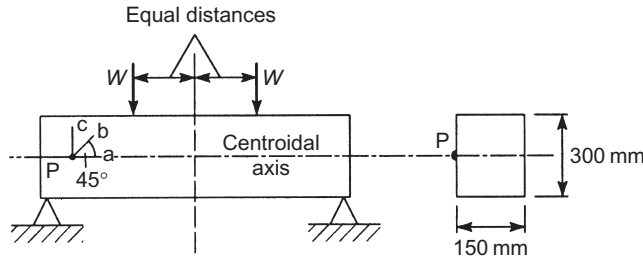 Equal distances
W W
c
b
a
P
45°
Centroidal
axis
P
300 mm
150 mm